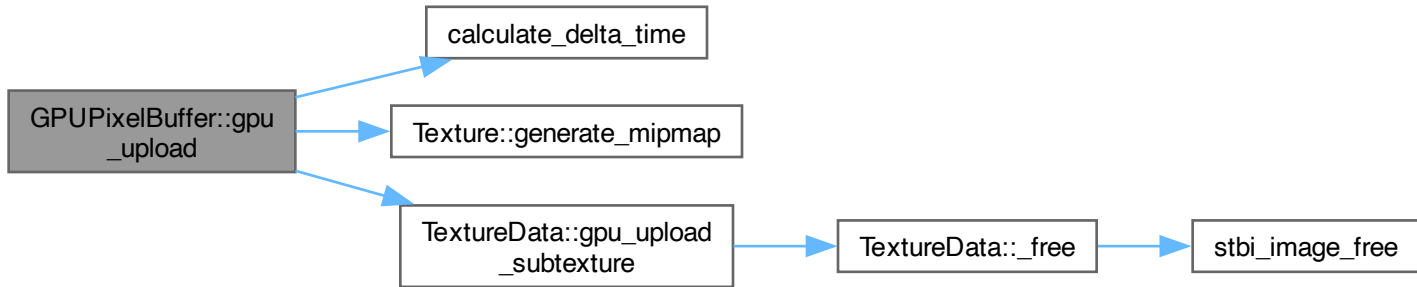 calculate_delta_time
GPUPixelBuffer::gpu
_upload
Texture::generate_mipmap
TextureData::gpu_upload
_subtexture
TextureData::_free
stbi_image_free